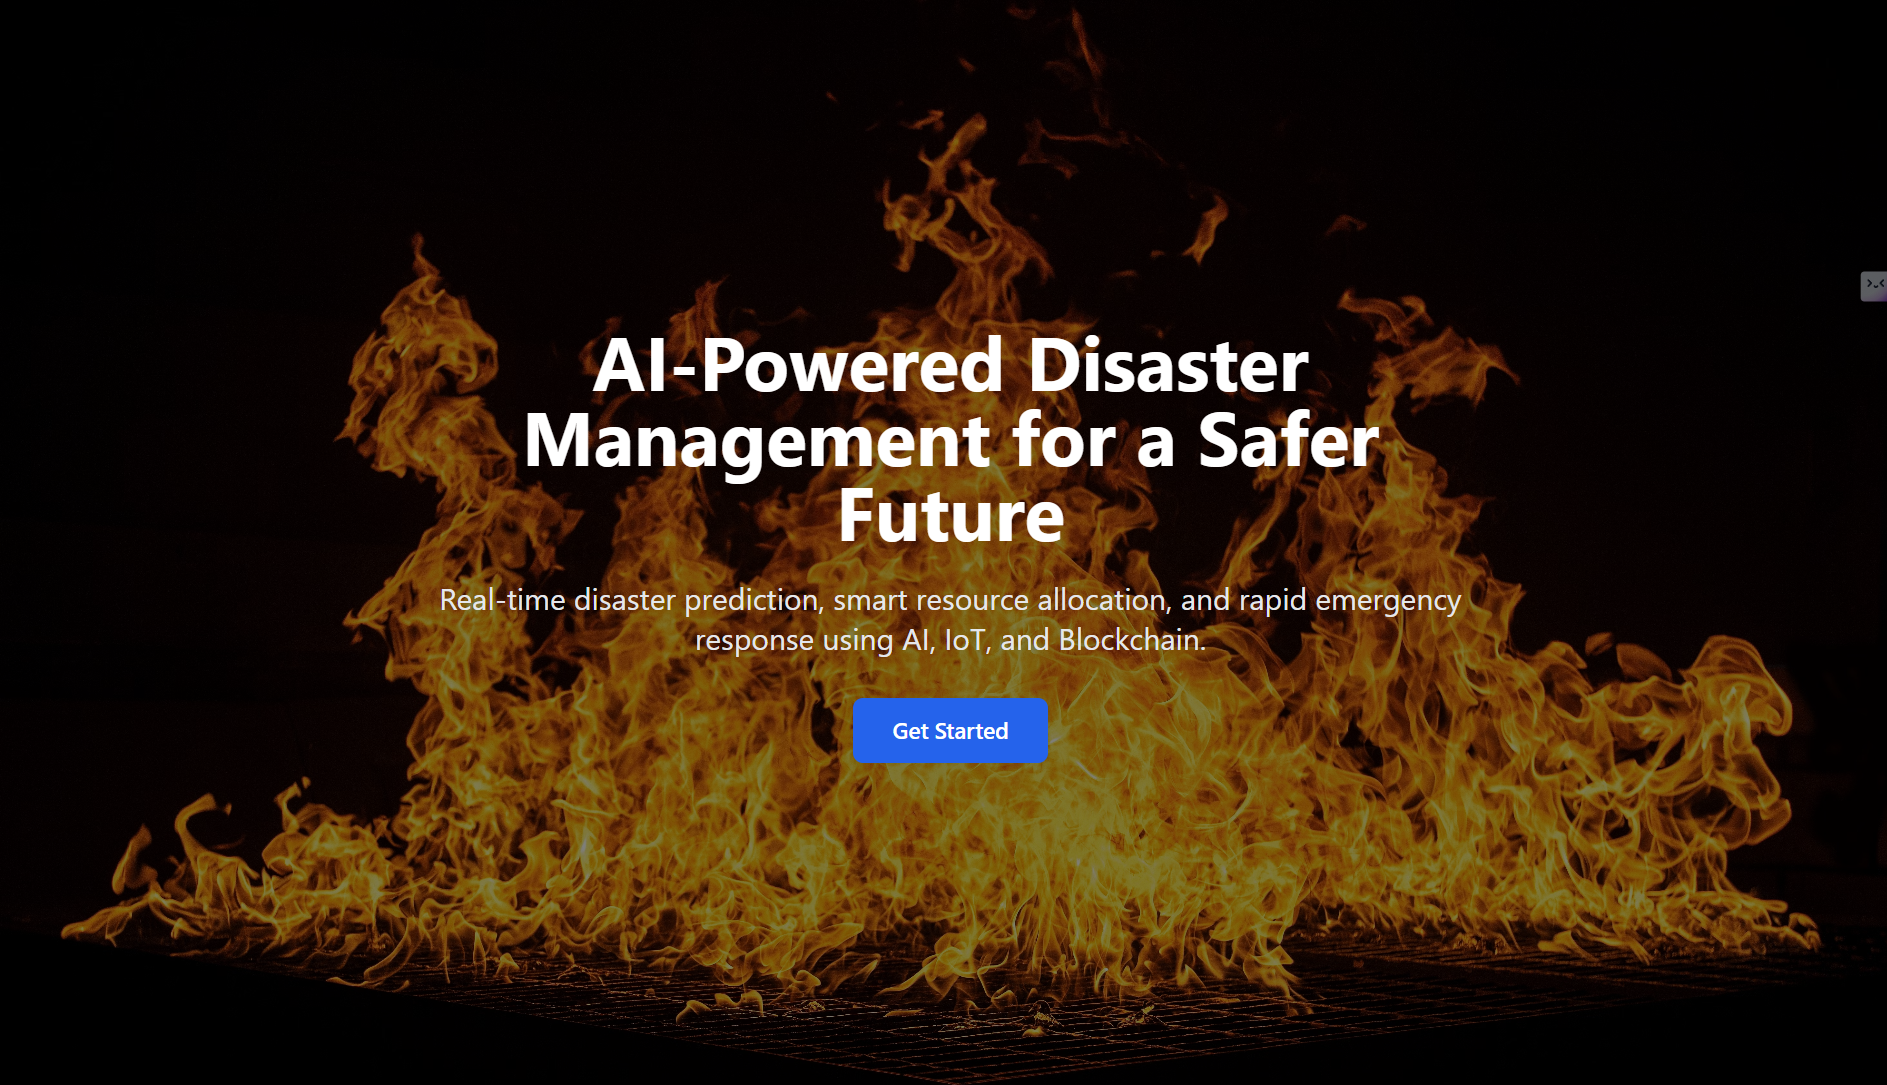 AI-Powered Disaster
Management for a Safer
Future
Real-time disaster prediction, smart resource allocation, and rapid emergency
response using AI, IoT, and Blockchain.
Get Started